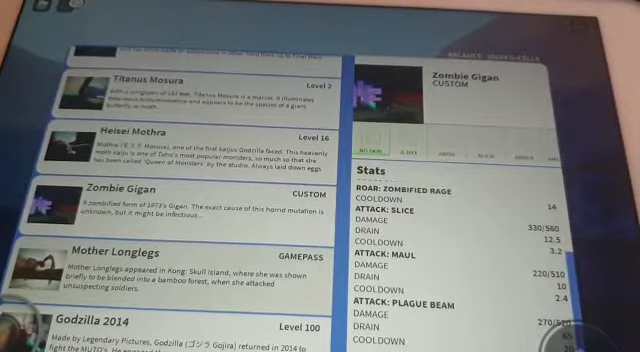 Titanus Mosura
Level 2
With a wingspan of
feet, Titanus Mosura is a marvel. It illuminates
bioluminescence and appears to be the species of a giant
butterfly or moth.
Heisei Mothra
Level 16
Mothra (モスラ Mosura), one of the first kaijus Godzilla faced. This heavenly
moth kaiju is one of Toho's most popular monsters, so much so that she
has been called 'Queen of Monsters' by the studio. Always laid down eggs
Zombie Gigan
CUSTOM
A zombified form of 1973's Gigan. The exact cause of this horrid mutation is
unknown, but it might be infectious...
Mother Longlegs
GAMEPASS
Mother Longlegs appeared in Kong: Skull Island, where she was shown
briefly to be blended into a bamboo forest, when she attacked
unsuspecting soldiers.
Godzilla 2014
Level 100
Made by Legendary Pictures, Godzilla (ゴジラ Gojira) returned in 2014 to
fight the MUTO's.
Zombie Gigan
CUSTOM
NO SKIN
Stats
ROAR: ZOMBIFIED RAGE
COOLDOWN
14
ATTACK: SLICE
DAMAGE
330/560
DRAIN
12.5
COOLDOWN
3.2
ATTACK: MAUL
DAMAGE
220/510
DRAIN
10
COOLDOWN
2.4
ATTACK: PLAGUE BEAM
DAMAGE
DRAIN
65
COOLDOWN
20